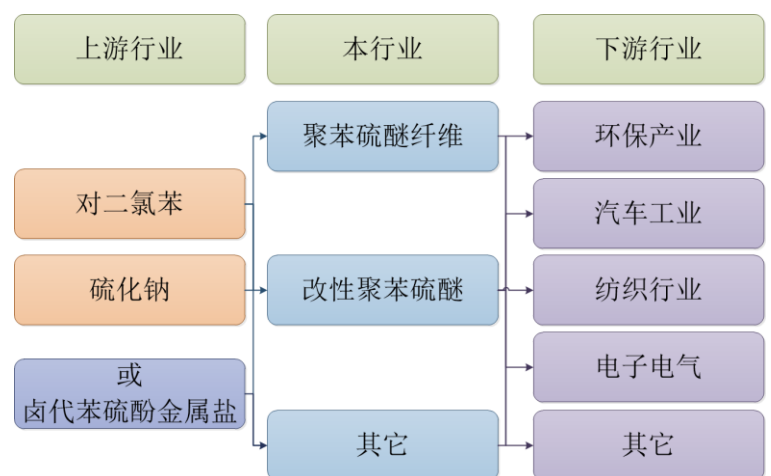 上游行业
本行业
下游行业
聚苯硫醚纤维
环保产业
对二氯苯
汽车工业
硫化钠
改性聚苯硫醚
纺织行业
或
卤代苯硫酚金属盐
电子电气
其它
其它